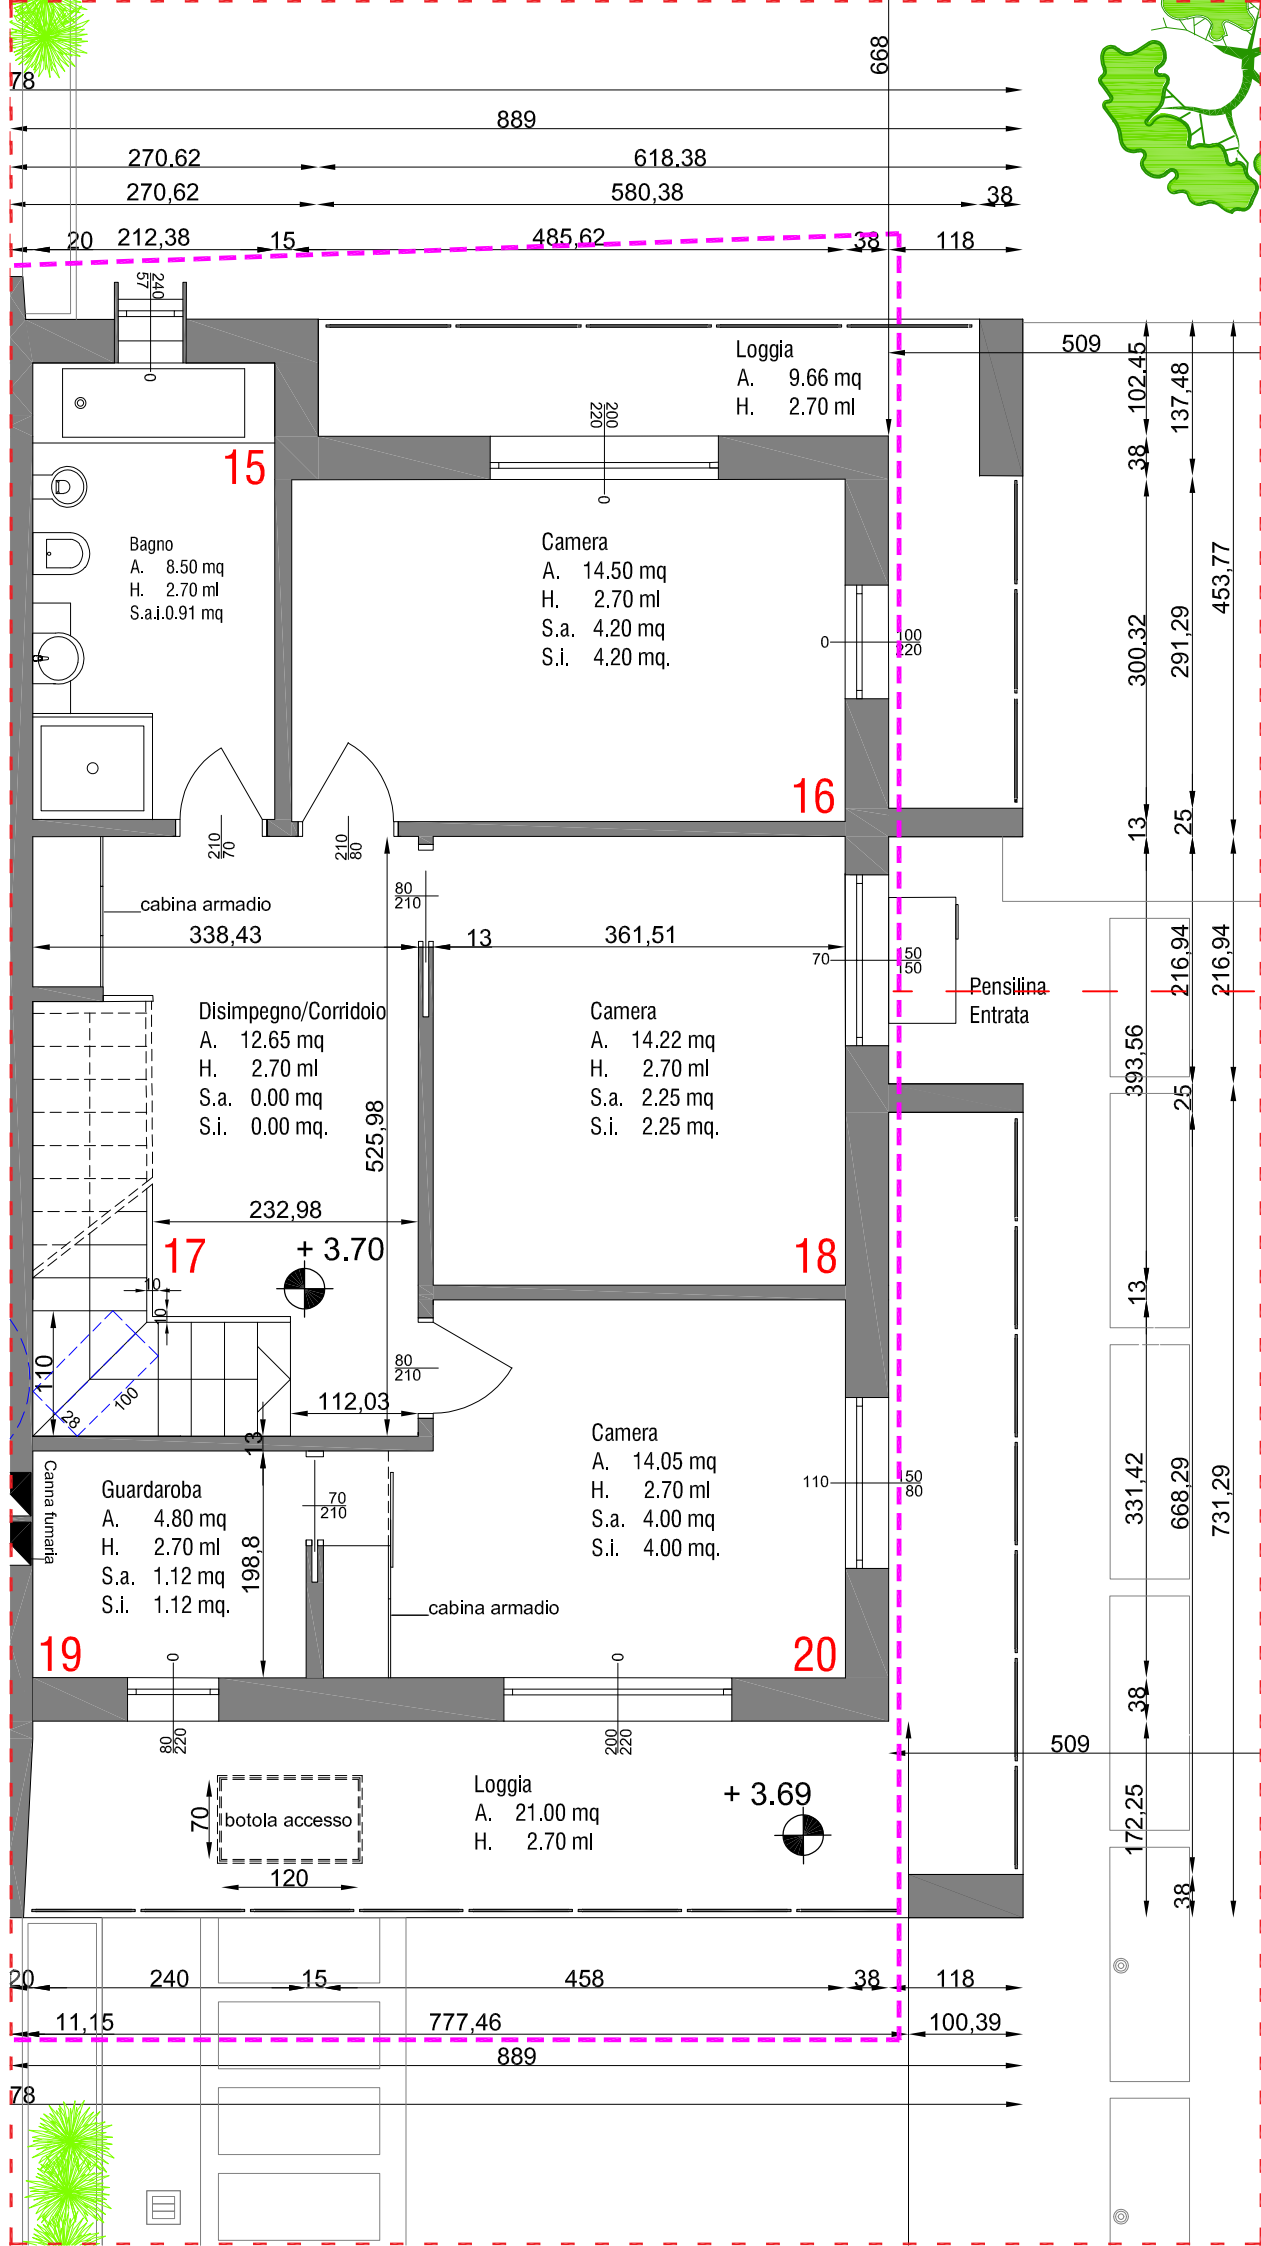 668
78
889
270.62 618.38
270,62 580,38 38
20 212,38 15 485,62 38 118
240
57
0
Loggia
A. 9.66 mq
H. 2.70 ml
509
102.45
137,48
200
220
0
38
15
Bagno
A. 8.50 mq
H. 2.70 ml
S.a.i.0.91 mq
Camera
A. 14.50 mq
H. 2.70 ml
S.a. 4.20 mq
S.i. 4.20 mq.
0
100
220
300.32
291,29
453,77
16
210
70
210
80
13
25
80
210
cabina armadio
338,43 13 361,51
70
150
150
216,94
216,94
Pensilina
Entrata
Disimpegno/Corridoio
A. 12.65 mq
H. 2.70 ml
S.a. 0.00 mq
S.i. 0.00 mq.
Camera
A. 14.22 mq
H. 2.70 ml
S.a. 2.25 mq
S.i. 2.25 mq.
393,56
25
525,98
232,98
17
+ 3.70
18
10
10
13
110
28
100
80
210
112,03
13
Canna fumaria
Guardaroba
A. 4.80 mq
H. 2.70 ml
S.a. 1.12 mq
S.i. 1.12 mq.
198,8
70
210
Camera
A. 14.05 mq
H. 2.70 ml
S.a. 4.00 mq
S.i. 4.00 mq.
110
150
80
331,42
668,29
731,29
cabina armadio
19
20
0
0
80
220
200
220
38
509
Loggia
A. 21.00 mq
H. 2.70 ml
+ 3.69
70
botola accesso
120
172,25
38
20 240 15 458 38 118
11,15 777,46 100,39
889
78